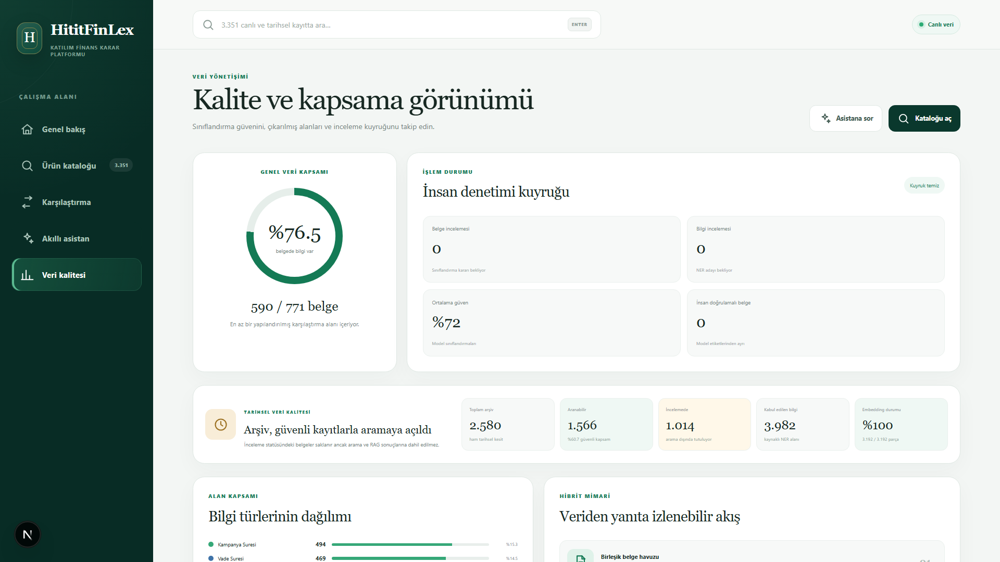 H
HititFinLex
KATILIM FİNANS KARAR
PLATFORMU
ÇALIŞMA ALANI
Genel bakış
Ürün kataloğu
3.351
Karşılaştırma
Akıllı asistan
Veri kalitesi
N
3.351 canlı ve tarihsel kayıtta ara...
ENTER
Canlı veri
VERİ YÖNETİŞİMİ
Kalite ve kapsama görünümü
Sınıflandırma güvenini, çıkarılmış alanları ve inceleme kuyruğunu takip edin.
Asistana sor
Kataloğu aç
GENEL VERİ KAPSAMI
%76.5
belgede bilgi var
590 / 771 belge
En az bir yapılandırılmış karşılaştırma alanı içeriyor.
İŞLEM DURUMU
İnsan denetimi kuyruğu
Kuyruk temiz
Belge incelemesi
0
Sınıflandırma kararı bekliyor
Bilgi incelemesi
0
NER adayı bekliyor
Ortalama güven
%72
Model sınıflandırmaları
İnsan doğrulamalı belge
0
Model etiketlerinden ayrı
TARİHSEL VERİ KALİTESİ
Arşiv, güvenli kayıtlarla aramaya açıldı
İnceleme statüsündeki belgeler saklanır ancak arama ve RAG sonuçlarına dahil edilmez.
Toplam arşiv
2.580
ham tarihsel kesit
Aranabilir
1.566
%60.7 güvenli kapsam
İncelemede
1.014
arama dışında tutuluyor
Kabul edilen bilgi
3.982
kaynaklı NER alanı
Embedding durumu
%100
3.192 / 3.192 parça
ALAN KAPSAMI
Bilgi türlerinin dağılımı
Kampanya Suresi 494 %15.3
Vade Suresi 469 %14.5
HİBRİT MİMARİ
Veriden yanıta izlenebilir akış
Birleşik belge havuzu